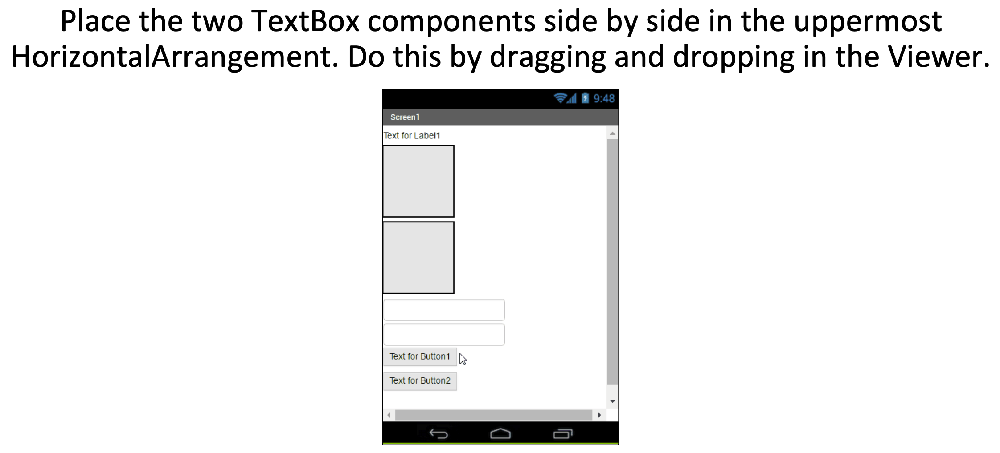 Place the two TextBox components side by side in the uppermost
HorizontalArrangement. Do this by dragging and dropping in the Viewer.
9:48
Screen1
Text for Label1
Text for Button1
Text for Button2